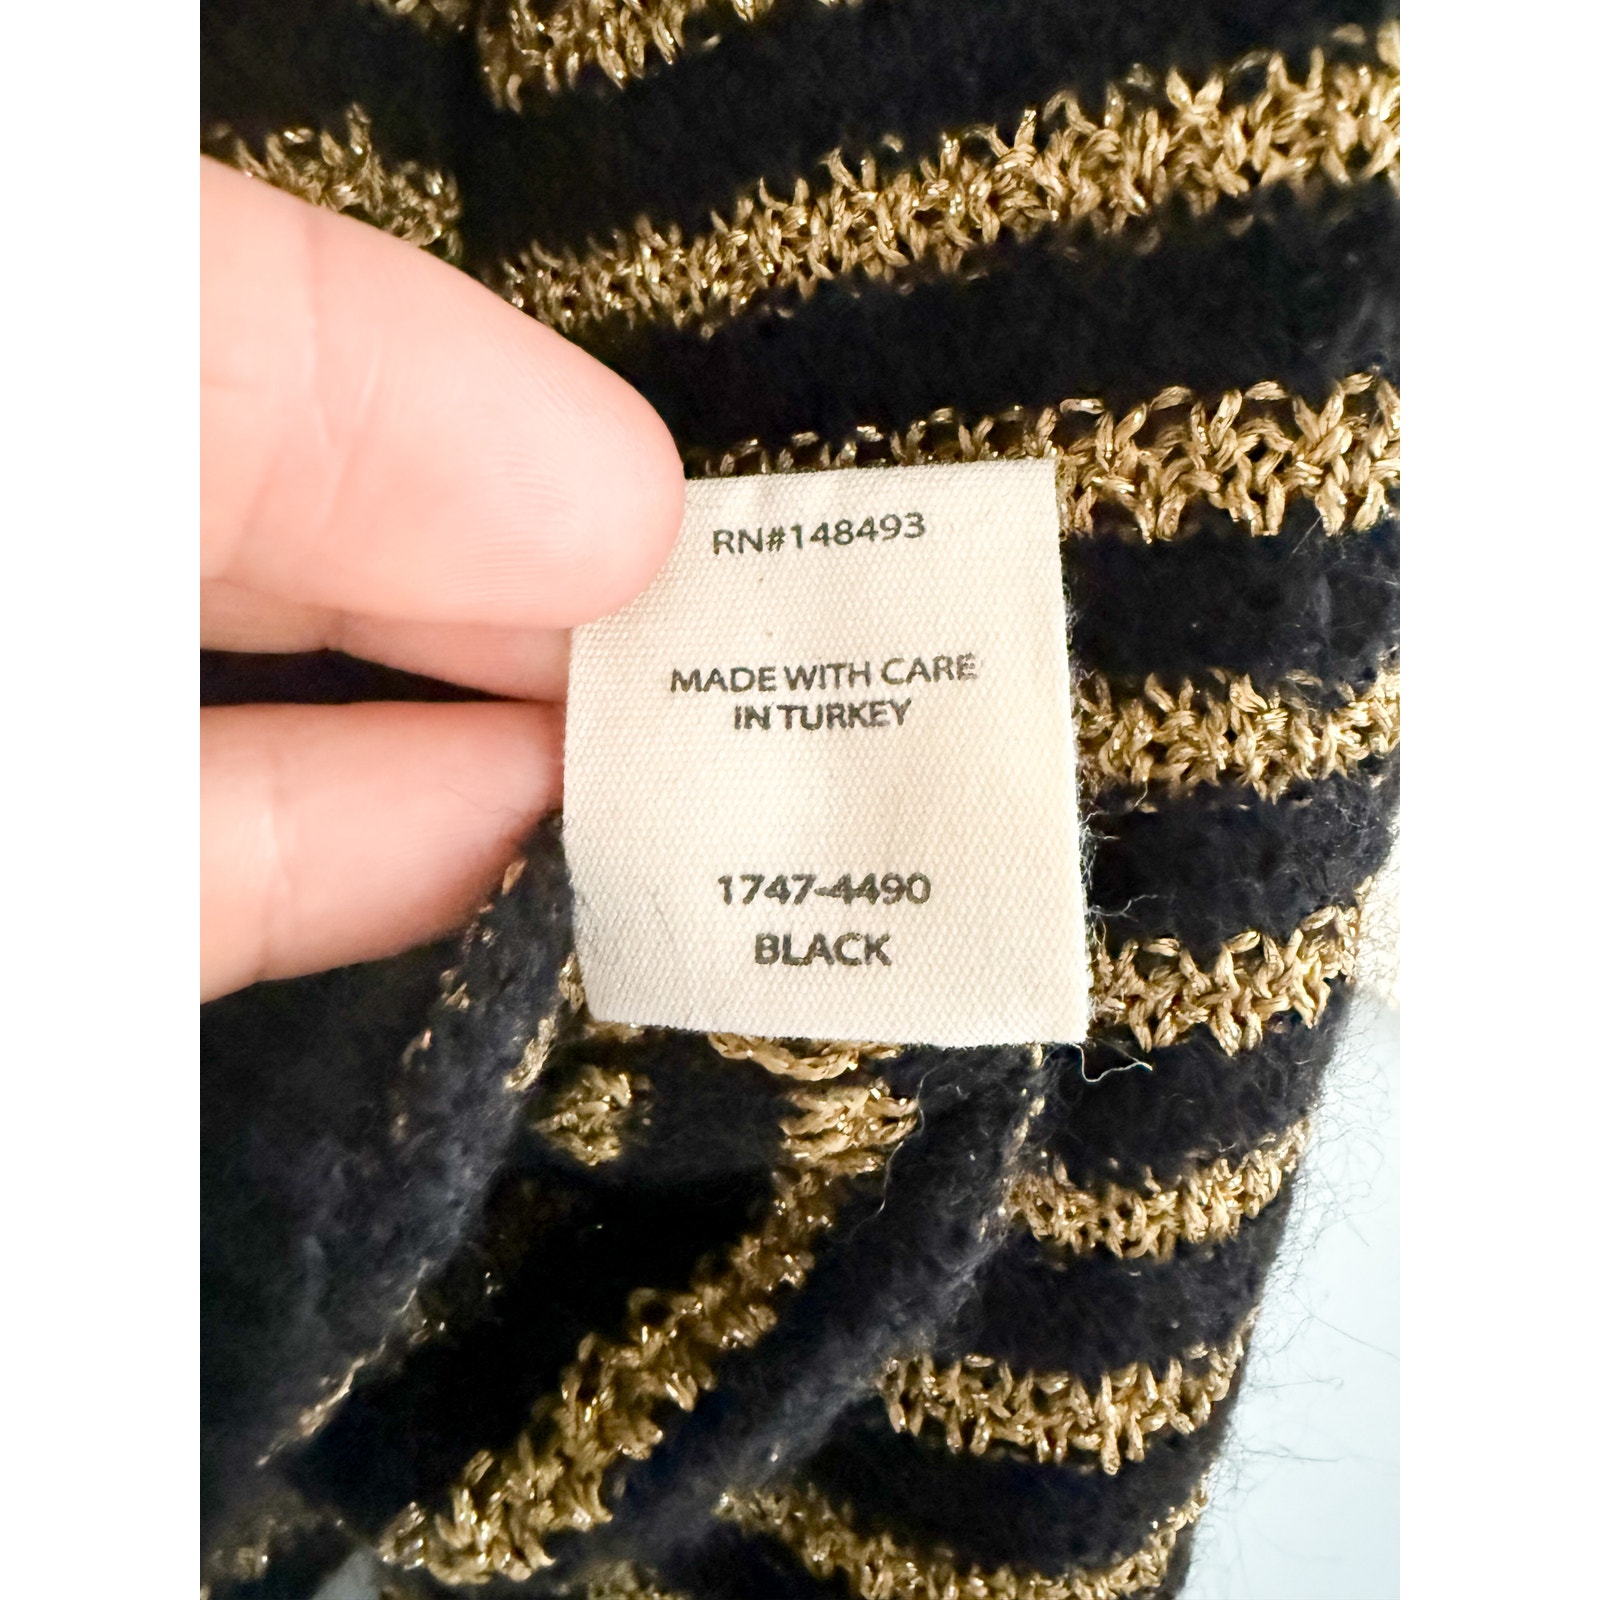 RN#148493
MADE WITH CARE
IN TURKEY
1747-4490
BLACK